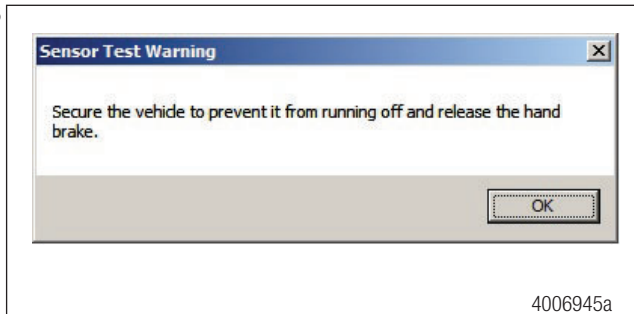 Sensor Test Warning
Secure the vehicle to prevent it from running off and release the hand
brake.
OK
4006945a